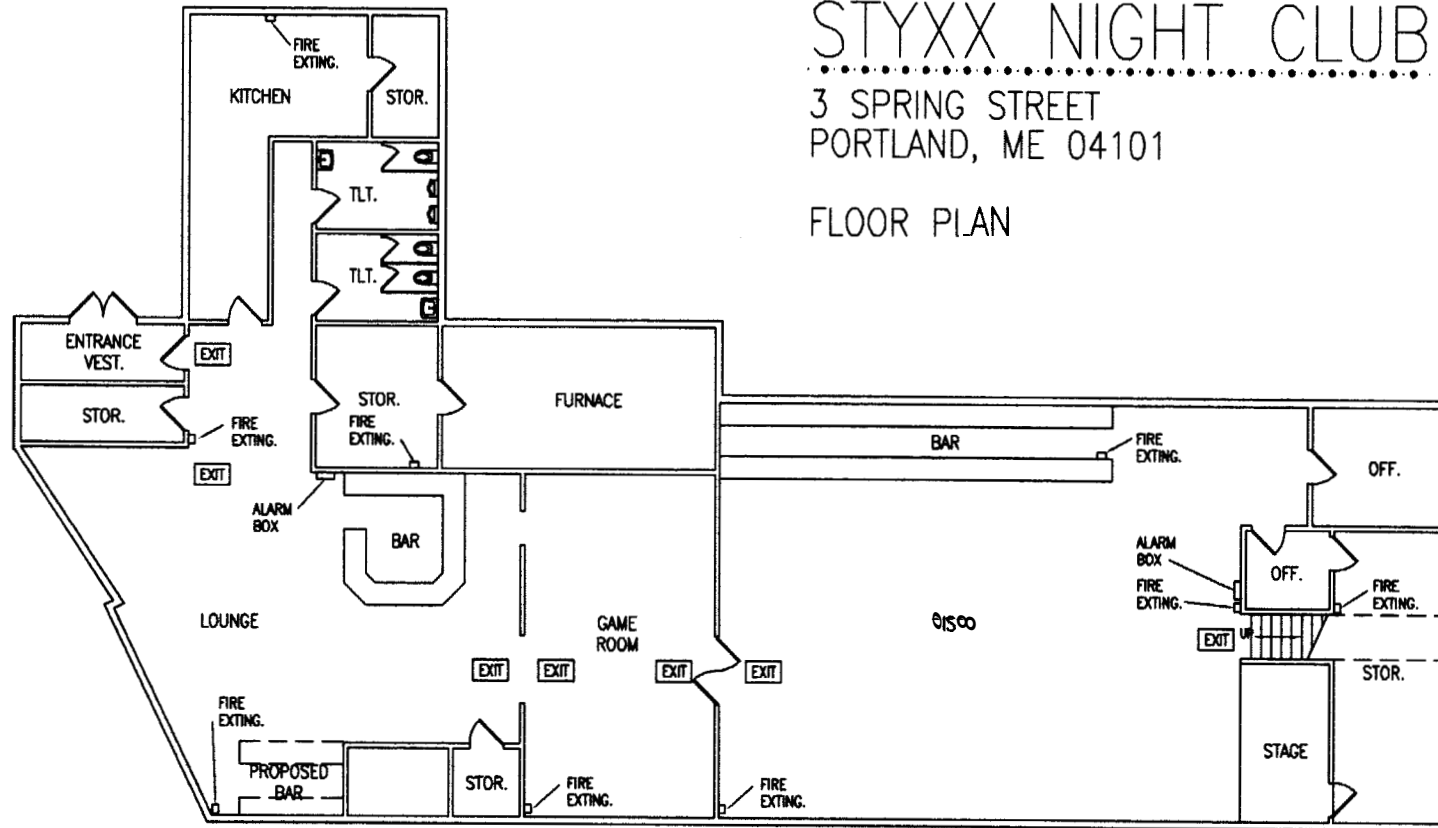 STYXX NIGHT CLUB
3 SPRING STREET
PORTLAND, ME 04101
FLOOR PLAN
FIRE
EXTING.
KITCHEN
STOR.
TLT.
TLT.
ENTRANCE
VEST.
EXIT
STOR.
FIRE
EXTING.
EXIT
STOR.
FIRE
EXTING.
FURNACE
ALARM
BOX
BAR
BAR
FIRE
EXTING.
OFF.
ALARM
BOX
FIRE
EXTING.
OFF.
FIRE
EXTING.
LOUNGE
GAME
ROOM
EXIT
EXIT
EXIT
EXIT
EXIT
UP
STOR.
FIRE
EXTING.
PROPOSED
BAR
STOR.
FIRE
EXTING.
FIRE
EXTING.
STAGE